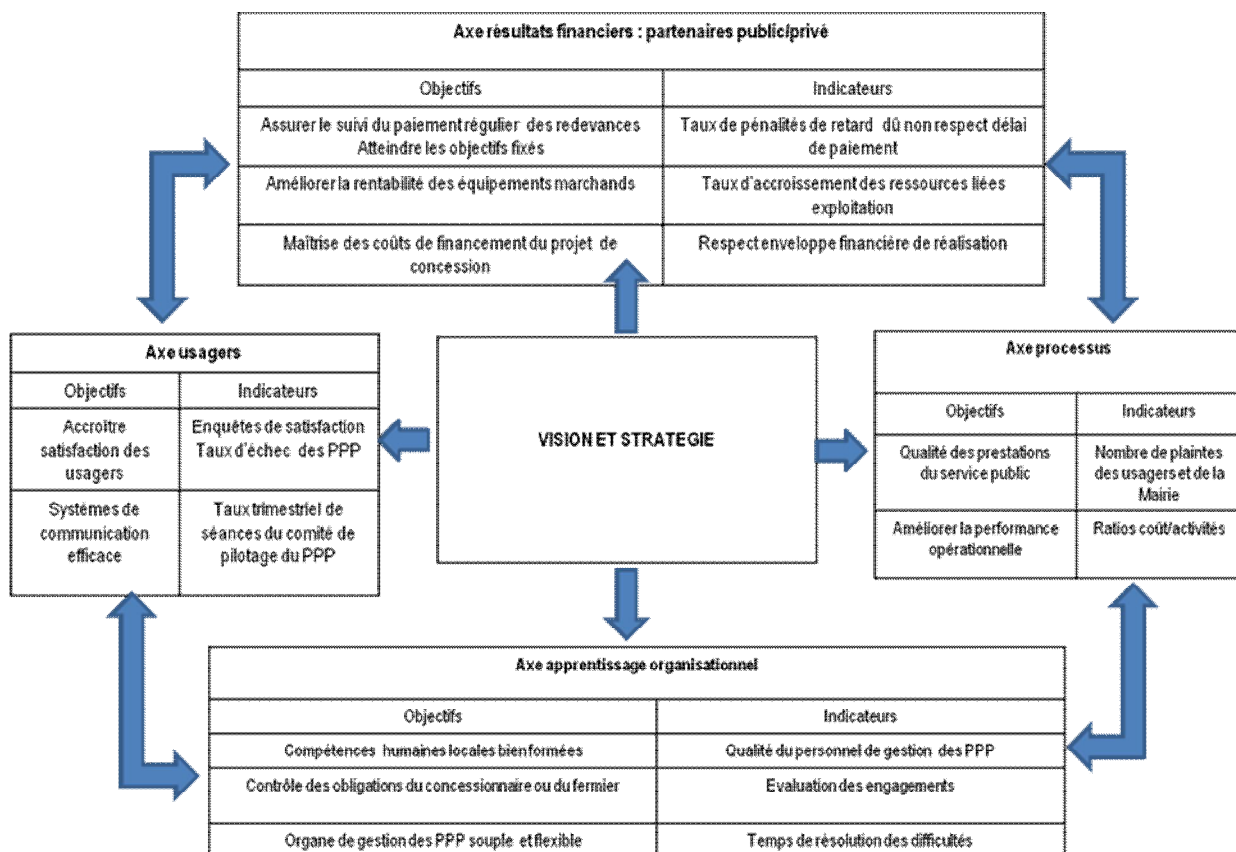 Axe résultats financiers : partenaires public/privé
Objectifs
Indicateurs
Assurer le suivi du paiement régulier des redevances
Atteindre les objectifs fixés
Taux de pénalités de retard dû non respect délai
de paiement
Améliorer la rentabilité des équipements marchands
Taux d'accroissement des ressources liées
exploitation
Maîtrise des coûts de financement du projet de
concession
Respect enveloppe financière de réalisation
Axe usagers
Objectifs
Indicateurs
Accroître
satisfaction des
usagers
Enquêtes de satisfaction
Taux d'échec des PPP
Systèmes de
communication
efficace
Taux trimestriel de
séances du comité de
pilotage du PPP
VISION ET STRATEGIE
Axe processus
Objectifs
Indicateurs
Qualité des prestations
du service public
Nombre de plaintes
des usagers et de la
Mairie
Améliorer la performance
opérationnelle
Ratios coût/activités
Axe apprentissage organisationnel
Objectifs
Indicateurs
Compétences humaines locales bien formées
Qualité du personnel de gestion des PPP
Contrôle des obligations du concessionnaire ou du fermier
Evaluation des engagements
Organe de gestion des PPP souple et flexible
Temps de résolution des difficultés